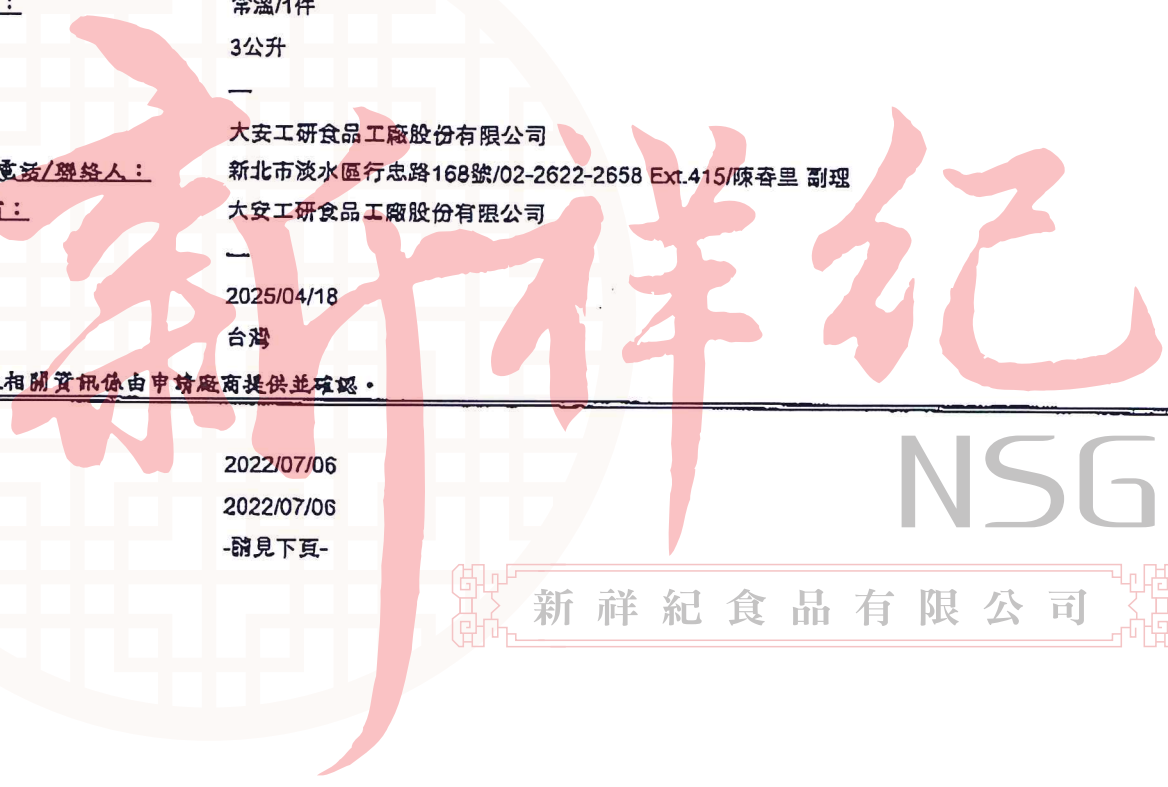 ：
常溫/1件
3公升
—
大安工研食品工廠股份有限公司
電話/聯絡人：
新北市淡水區行忠路168號/02-2622-2658 Ext.415/陳春里 副理
：
大安工研食品工廠股份有限公司
—
2025/04/18
台灣
相關資訊係由申請廠商提供並確認。
2022/07/06
2022/07/06
-請見下頁-
新祥紀
NSG
新祥紀食品有限公司